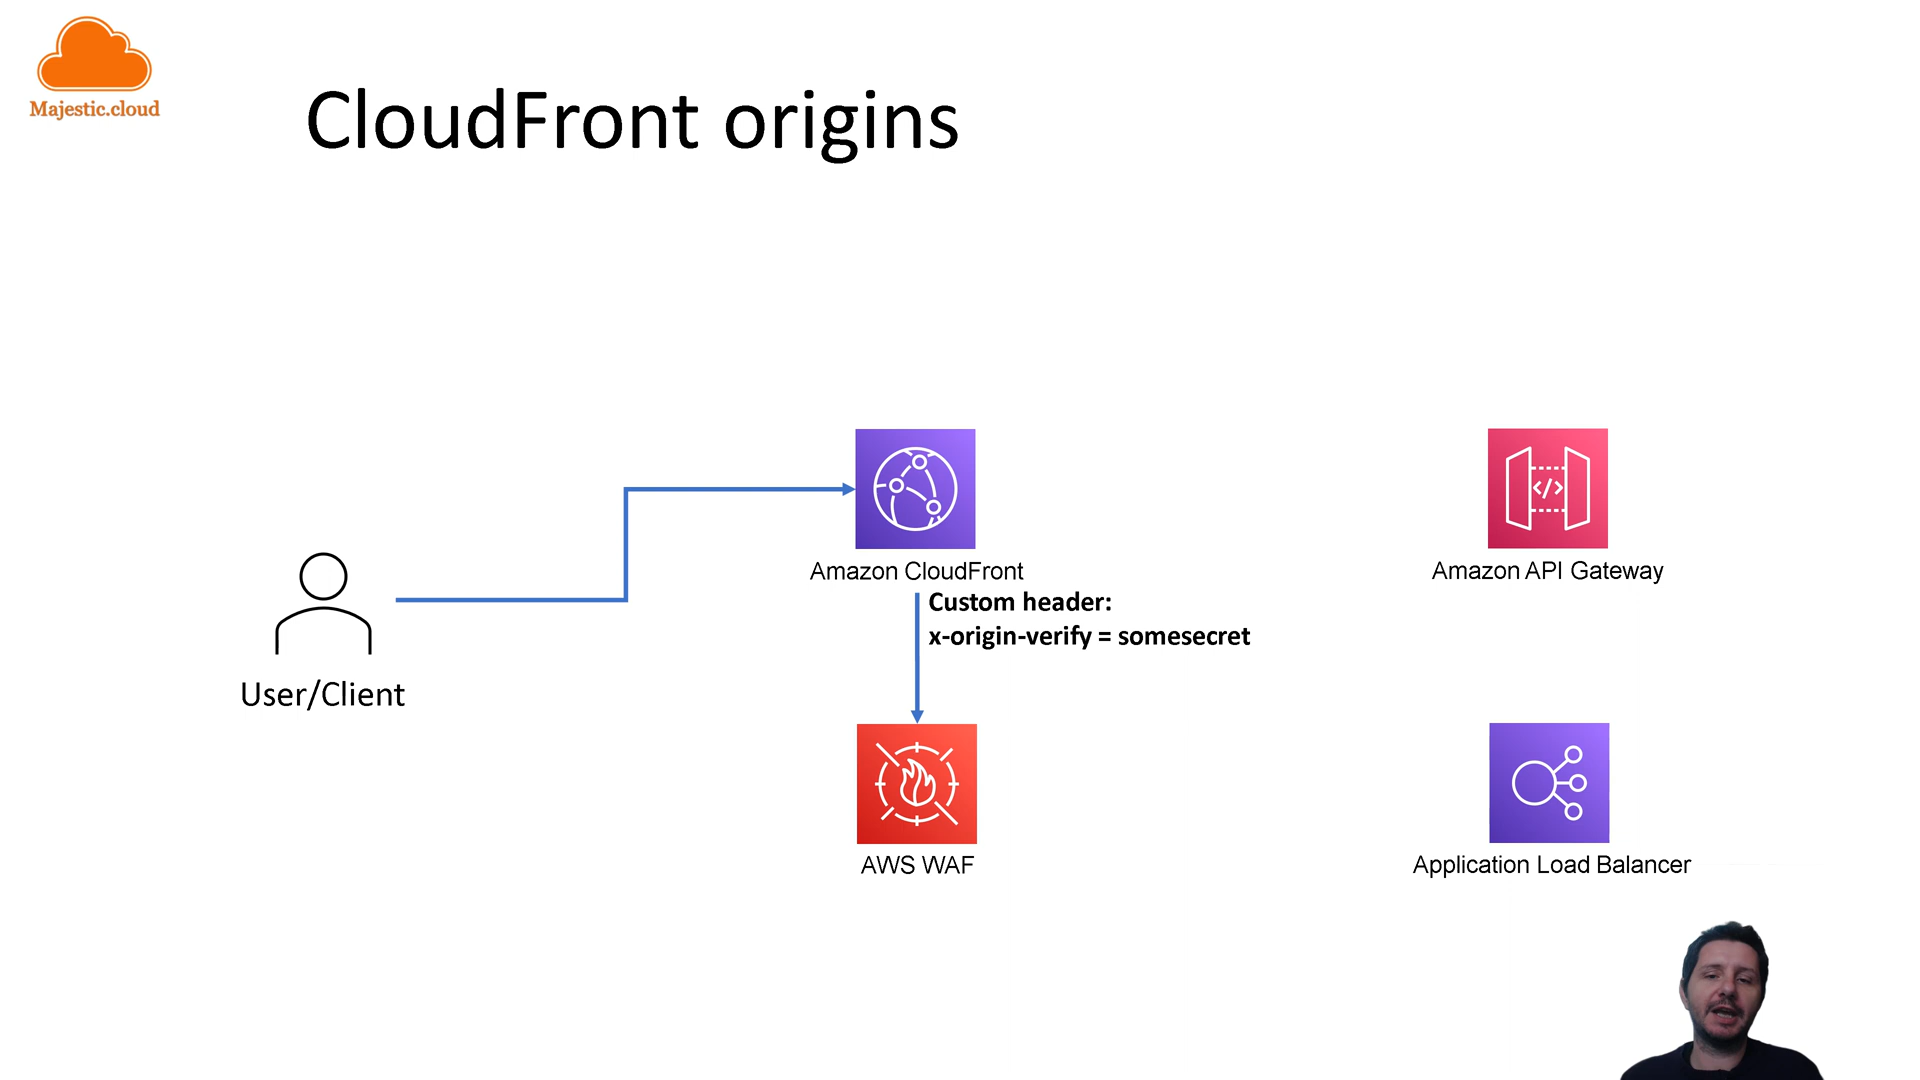 Majestic.cloud
CloudFront origins
Amazon CloudFront
Amazon API Gateway
Custom header:
x-origin-verify = somesecret
User/Client
AWS WAF
Application Load Balancer